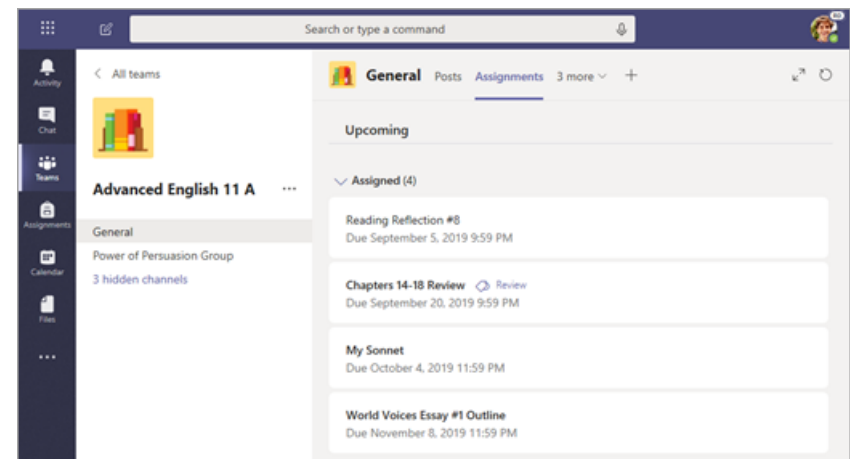 Search or type a command
Activity
Chat
Teams
Assignments
Calendar
Files
All teams
Advanced English 11 A
General
Power of Persuasion Group
3 hidden channels
General Posts Assignments 3 more
Upcoming
Assigned (4)
Reading Reflection #8
Due September 5, 2019 9:59 PM
Chapters 14-18 Review Review
Due September 20, 2019 9:59 PM
My Sonnet
Due October 4, 2019 11:59 PM
World Voices Essay #1 Outline
Due November 8, 2019 11:59 PM